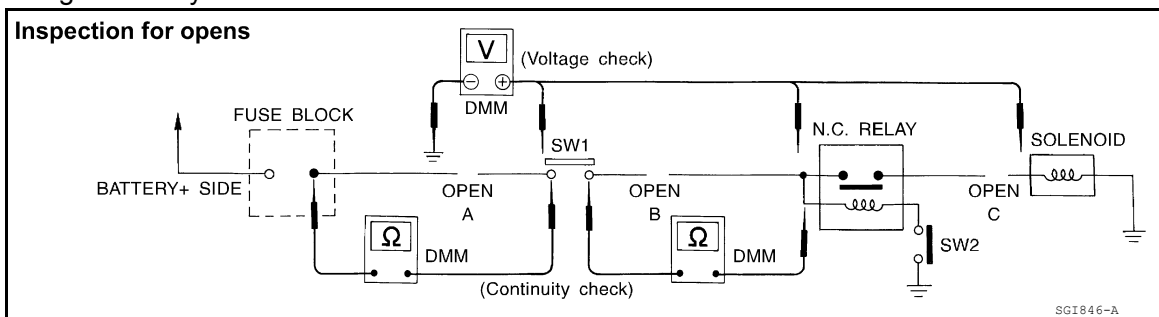 Inspection for opens
V
(Voltage check)
− +
DMM
FUSE BLOCK
N.C. RELAY
SOLENOID
SW1
BATTERY+ SIDE
OPEN
A
OPEN
B
OPEN
C
Ω
DMM
Ω
DMM
SW2
(Continuity check)
SGI846-A